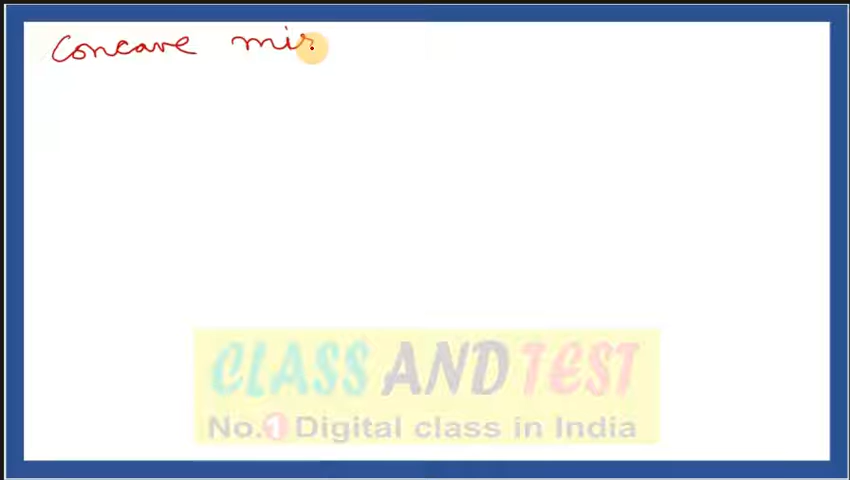 Concave mir
CLASS AND TEST
No.1 Digital class in India